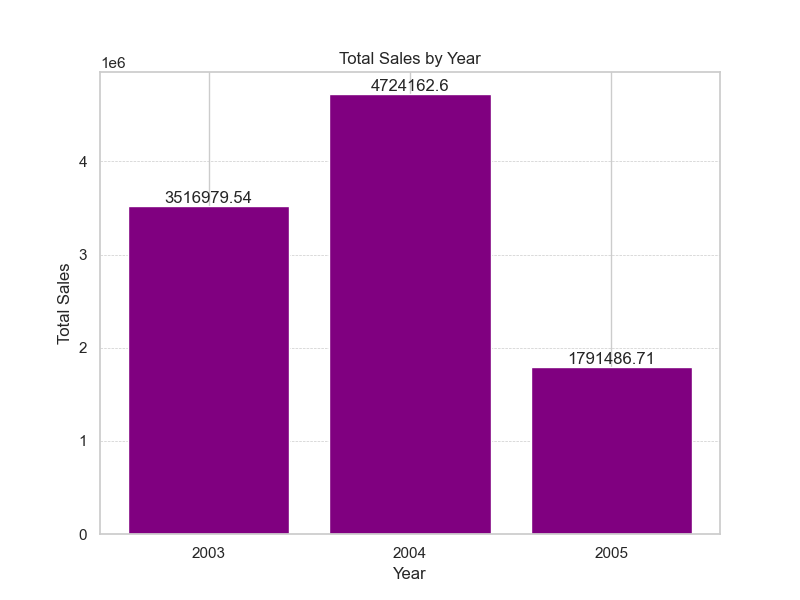 Total Sales by Year
1e6
4724162.6
3516979.54
1791486.71
4
3
2
1
0
Total Sales
2003
2004
2005
Year